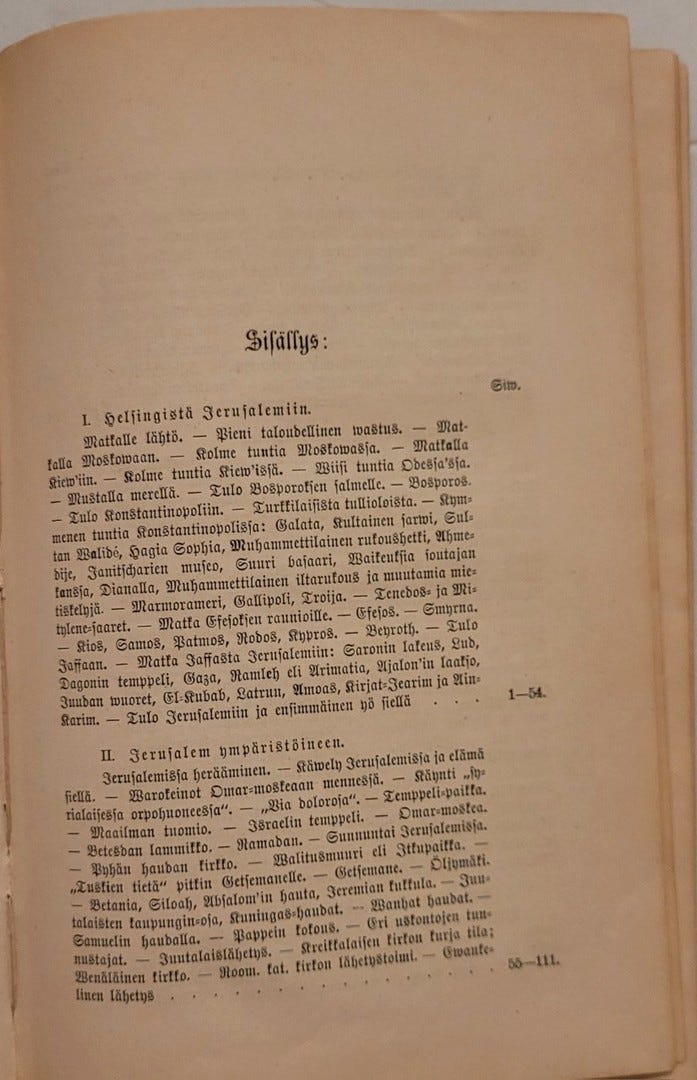 Sisällys:
Siw.
I. Helsingistä Jerusalemiin.
Matkalle lähtö. — Pieni taloudellinen wastus. — Mat-
kalla Moskowaan. — Kolme tuntia Moskowassa. — Matkalla
Kiew'iin. — Kolme tuntia Kiew'issä. — Wiisi tuntia Odessa'ssa.
— Mustalla merellä. — Tulo Bosporoksen salmelle. — Bosporos.
— Tulo Konstantinopoliin. — Turkkilaisista tullioloista. — Kym-
menen tuntia Konstantinopolissa: Galata, Kultainen sarwi, Sul-
tan Walidé, Hagia Sophia, Muhammettilainen rukoushetki, Ahme-
dije, Janitscharien museo, Suuri basaari, Waikeuksia soutajan
kanssa, Dianalla, Muhammettilainen iltarukous ja muutamia mie-
tiskelyjä. — Marmorameri, Gallipoli, Troija. — Tenedos- ja Mi-
tylene-saaret. — Matka Efesoksen raunioille. — Efesos. — Smyrna.
— Kios, Samos, Patmos, Rodos, Kypros. — Beyroth. — Tulo
Jaffaan. — Matka Jaffasta Jerusalemiin: Saronin lakeus, Lud,
Dagonin temppeli, Gaza, Ramleh eli Arimatia, Ajalon'in laakso,
Juudan wuoret, El-Kubab, Latrun, Amoas, Kirjat-Jearim ja Ain-
Karim. — Tulo Jerusalemiin ja ensimmäinen yö siellä . . . 1—54.
II. Jerusalem ympäristöineen.
Jerusalemissa herääminen. — Käwely Jerusalemissa ja elämä
siellä. — Warokeinot Omar-moskeaan mennessä. — Käynti „sy-
rialaisessa orpohuoneessa“. — „Via dolorosa“. — Temppeli-paikka.
— Maailman tuomio. — Israelin temppeli. — Omar-moskea.
— Betesdan lammikko. — Ramadan. — Sunnuntai Jerusalemissa.
— Pyhän haudan kirkko. — Walitusmuuri eli Itkupaikka. —
„Tuskien tietä“ pitkin Getsemanelle. — Getsemane. — Öljymäki.
— Betania, Siloah, Absalom'in hauta, Jeremian kukkula. — Juu-
talaisten kaupungin-osa, Kuningas-haudat. — Wanhat haudat. —
Samuelin haudalla. — Pappein kokous. — Eri uskontojen tun-
nustajat. — Juutalaislähetys. — Kreikkalaisen kirkon kurja tila;
Wenäläinen kirkko. — Room. kat. kirkon lähetystoimi. — Ewanke-
linen lähetys . . . . . . . . . . . . 55—111.